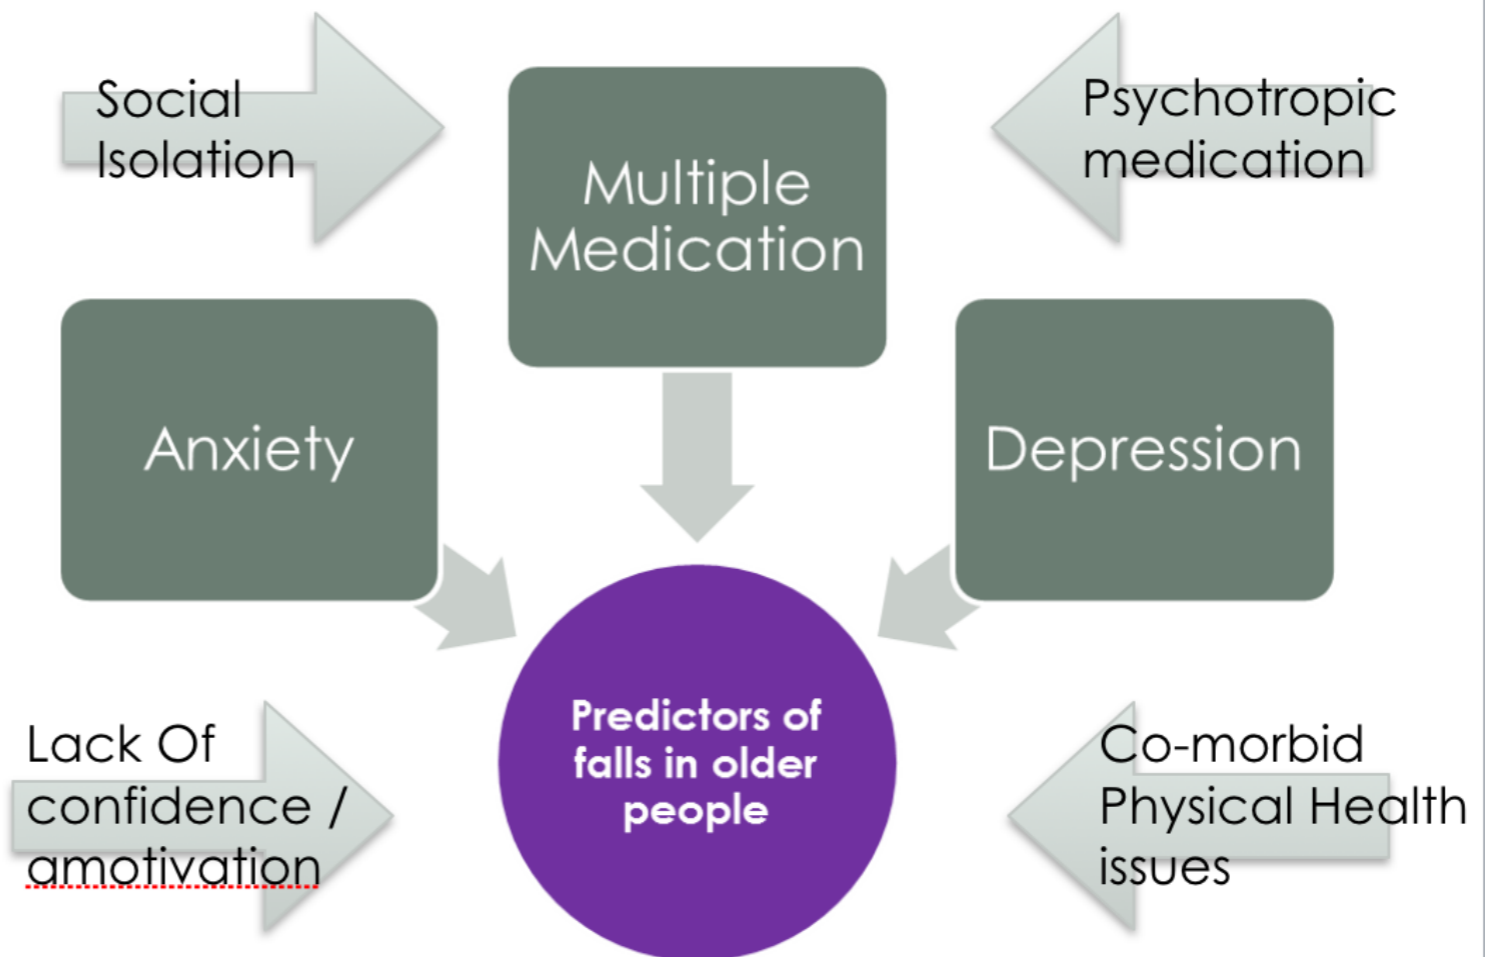 Social
Isolation
Multiple
Medication
Psychotropic
medication
Anxiety
Depression
Predictors of
falls in older
people
Lack Of
confidence /
amotivation
Co-morbid
Physical Health
issues